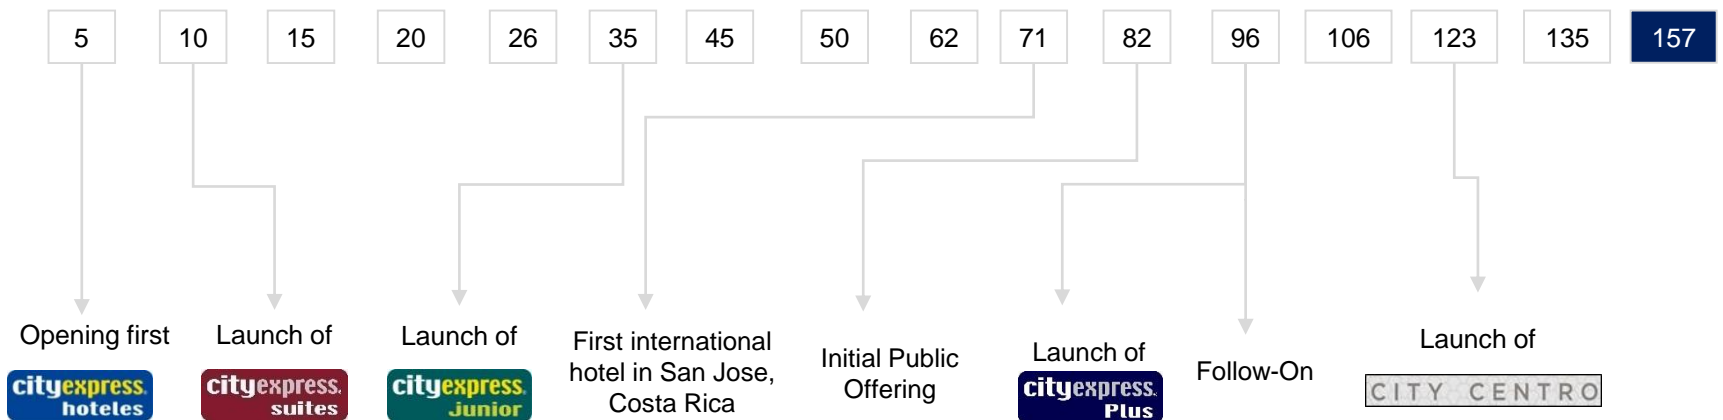 5 10 15 20 26 35 45 50 62 71 82 96 106 123 135 157
Opening first
cityexpress.
hoteles
Launch of
cityexpress.
suites
Launch of
cityexpress.
junior
First international
hotel in San Jose,
Costa Rica
Initial Public
Offering
Launch of
cityexpress.
Plus
Follow-On
Launch of
CITY CENTRO